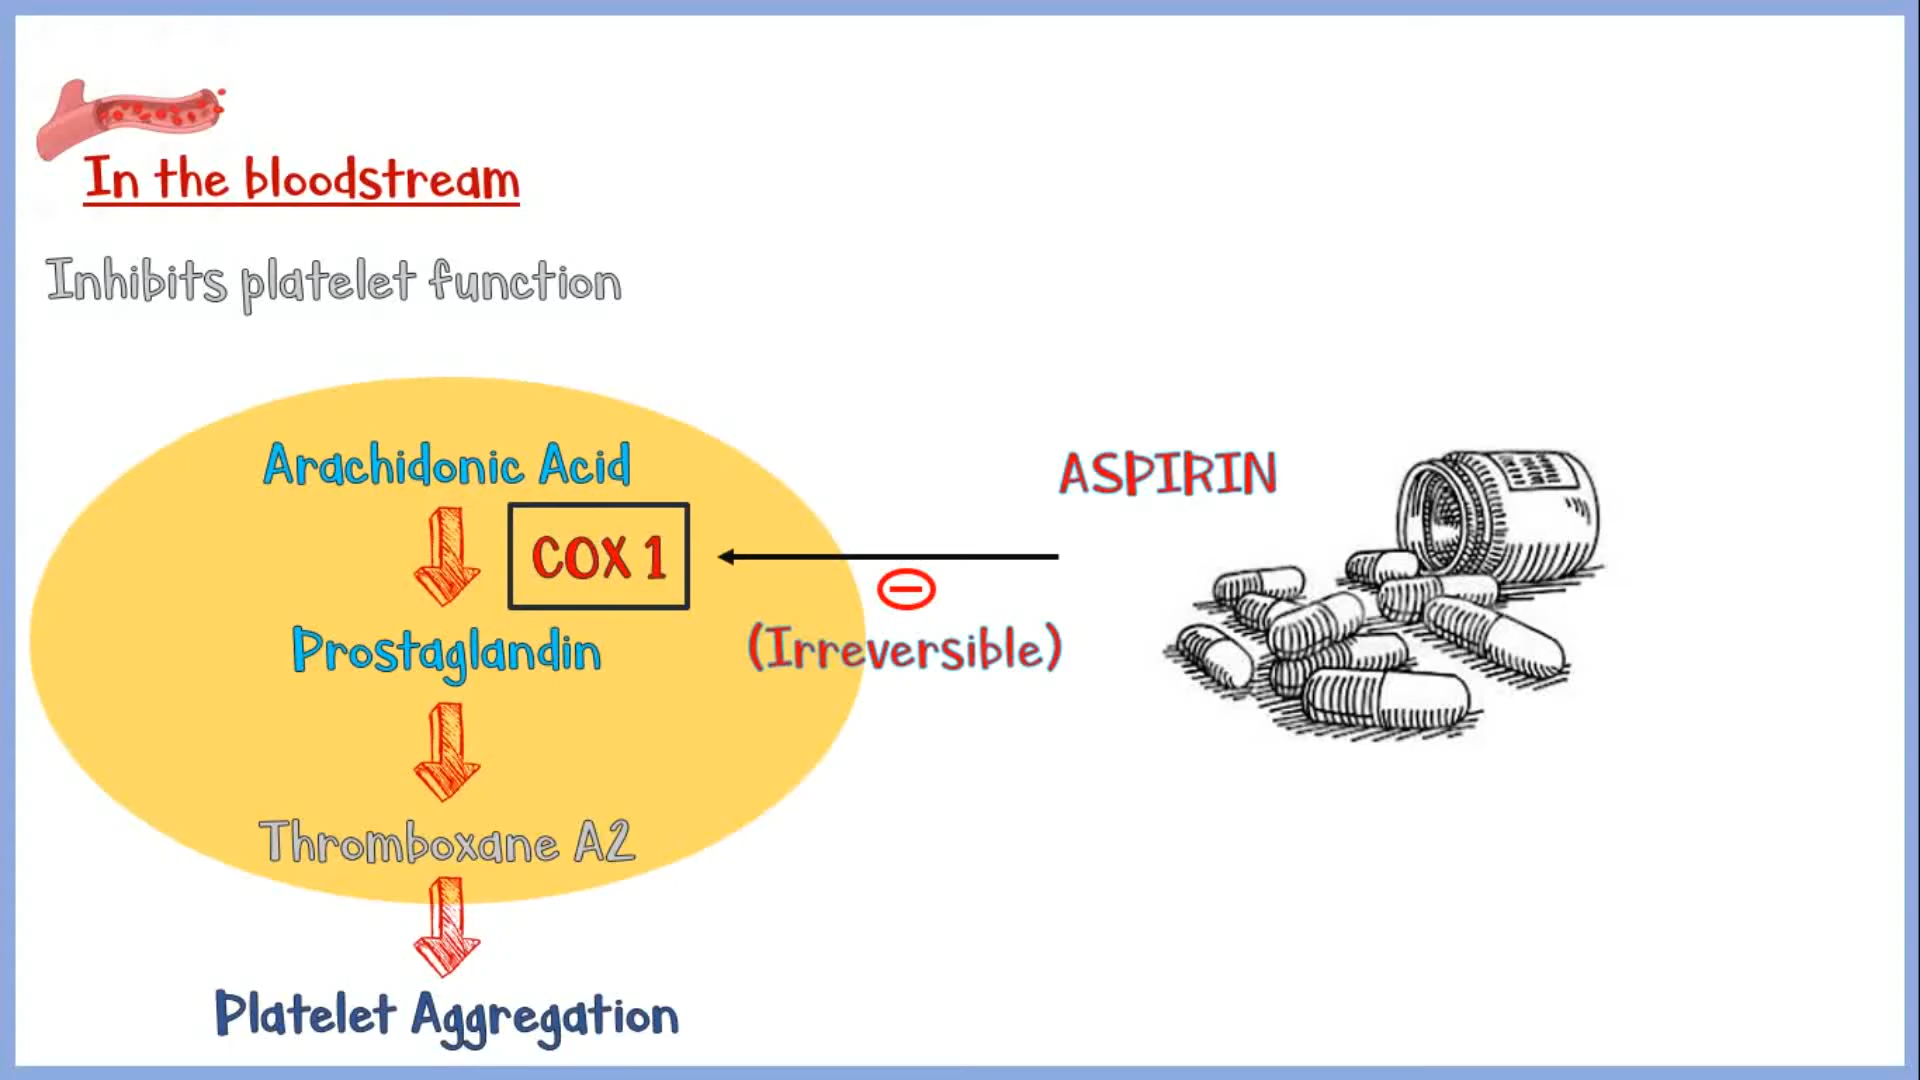 In the bloodstream
Inhibits platelet function
Arachidonic Acid
COX 1
ASPIRIN
(Irreversible)
Prostaglandin
Thromboxane A2
Platelet Aggregation